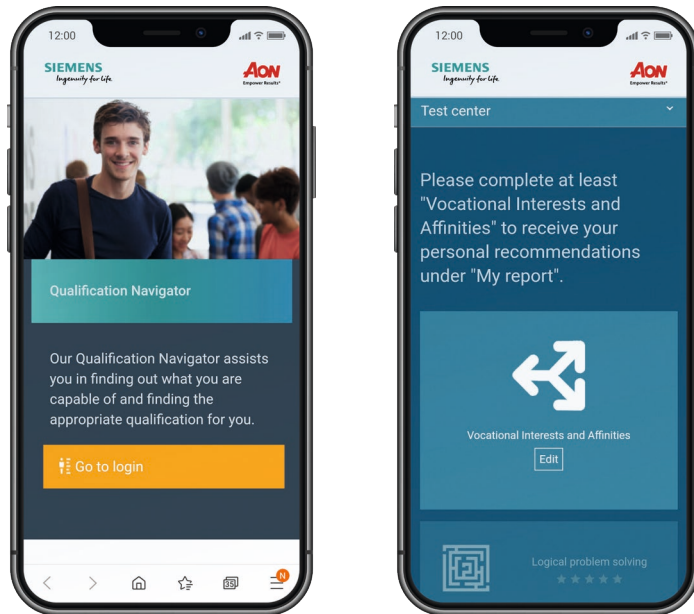 12:00
SIEMENS
Ingenuity for life
AON
Empower Results®
Qualification Navigator
Our Qualification Navigator assists
you in finding out what you are
capable of and finding the
appropriate qualification for you.
Go to login
35
N
12:00
SIEMENS
Ingenuity for life
AON
Empower Results®
Test center
Please complete at least
"Vocational Interests and
Affinities" to receive your
personal recommendations
under "My report".
Vocational Interests and Affinities
Edit
Logical problem solving